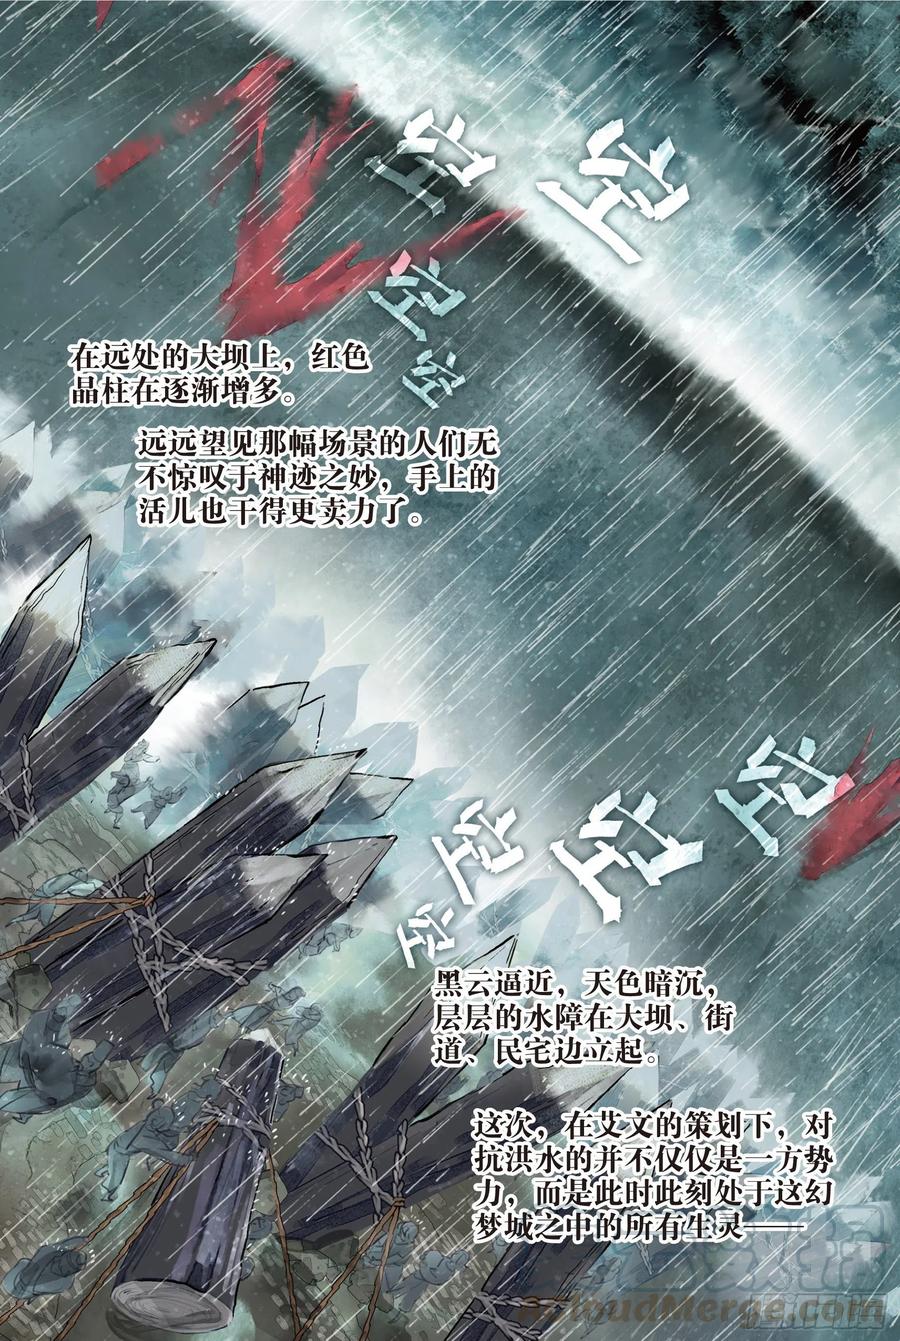 在远处的大坝上，红色
晶柱在逐渐增多。
远远望见那幅场景的人们无
不惊叹于神迹之妙，手上的
活儿也干得更卖力了。
黑云逼近，天色暗沉，
层层的水障在大坝、街
道、民宅边立起。
这次，在艾文的策划下，对
抗洪水的并不仅仅是一方势
力，而是此时此刻处于这幻
梦城之中的所有生灵——
AcloudMerge.com